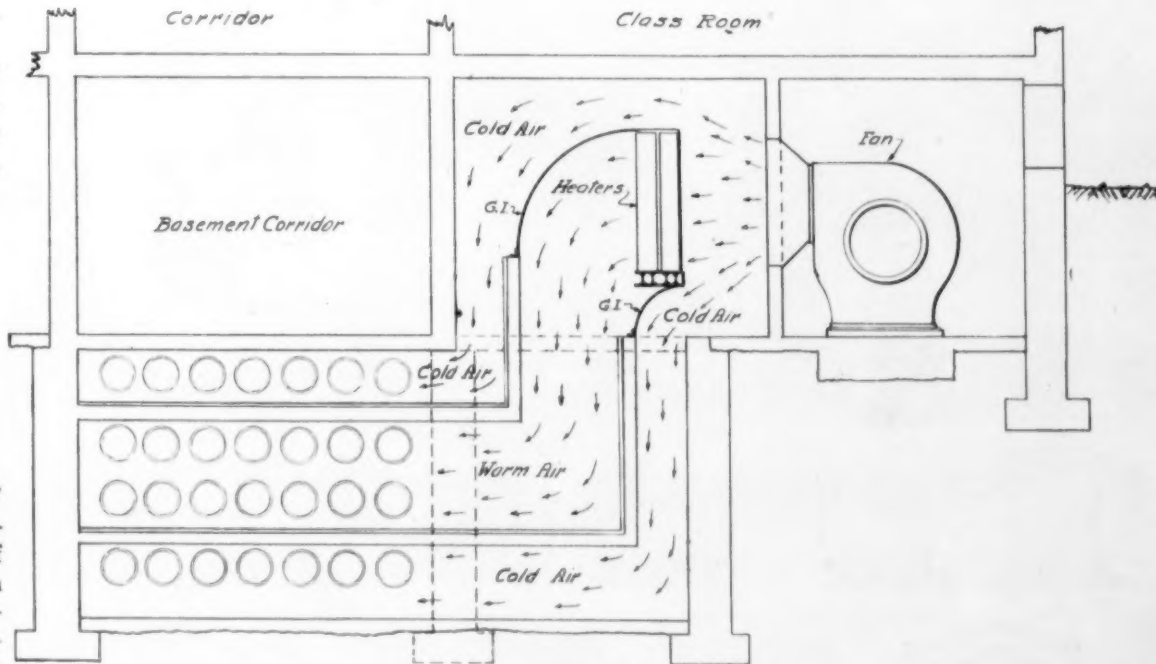 Corridor
Class Room
Cold Air
Fan
Heaters
G.I.
Basement Corridor
G.I.
Cold Air
Cold Air
Warm Air
Cold Air